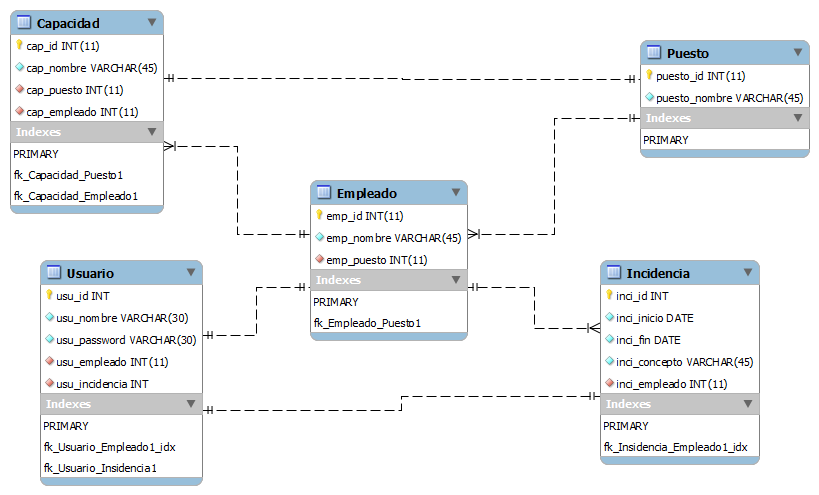 Capacidad
cap_id INT(11)
cap_nombre VARCHAR(45)
cap_puesto INT(11)
cap_empleado INT(11)
Indexes
PRIMARY
fk_Capacidad_Puesto1
fk_Capacidad_Empleado1
Puesto
puesto_id INT(11)
puesto_nombre VARCHAR(45)
Indexes
PRIMARY
Empleado
emp_id INT(11)
emp_nombre VARCHAR(45)
emp_puesto INT(11)
Indexes
PRIMARY
fk_Empleado_Puesto1
Usuario
usu_id INT
usu_nombre VARCHAR(30)
usu_password VARCHAR(30)
usu_empleado INT(11)
usu_incidencia INT
Indexes
PRIMARY
fk_Usuario_Empleado1_idx
fk_Usuario_Insidencia1
Incidencia
inci_id INT
inci_inicio DATE
inci_fin DATE
inci_concepto VARCHAR(45)
inci_empleado INT(11)
Indexes
PRIMARY
fk_Insidencia_Empleado1_idx